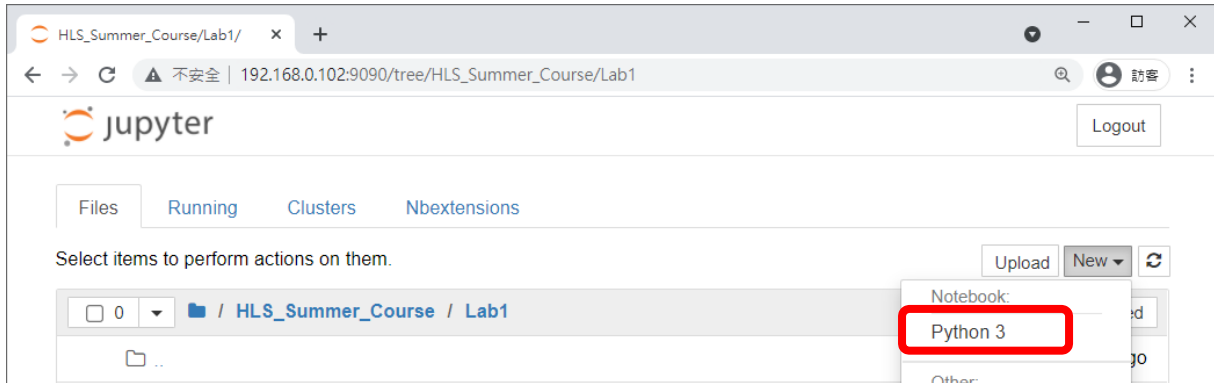 HLS_Summer_Course/Lab1/
不安全 | 192.168.0.102:9090/tree/HLS_Summer_Course/Lab1
訪客
jupyter
Logout
Files Running Clusters Nbextensions
Select items to perform actions on them.
Upload New
0 / HLS_Summer_Course / Lab1
Notebook:
Python 3
..
Other: